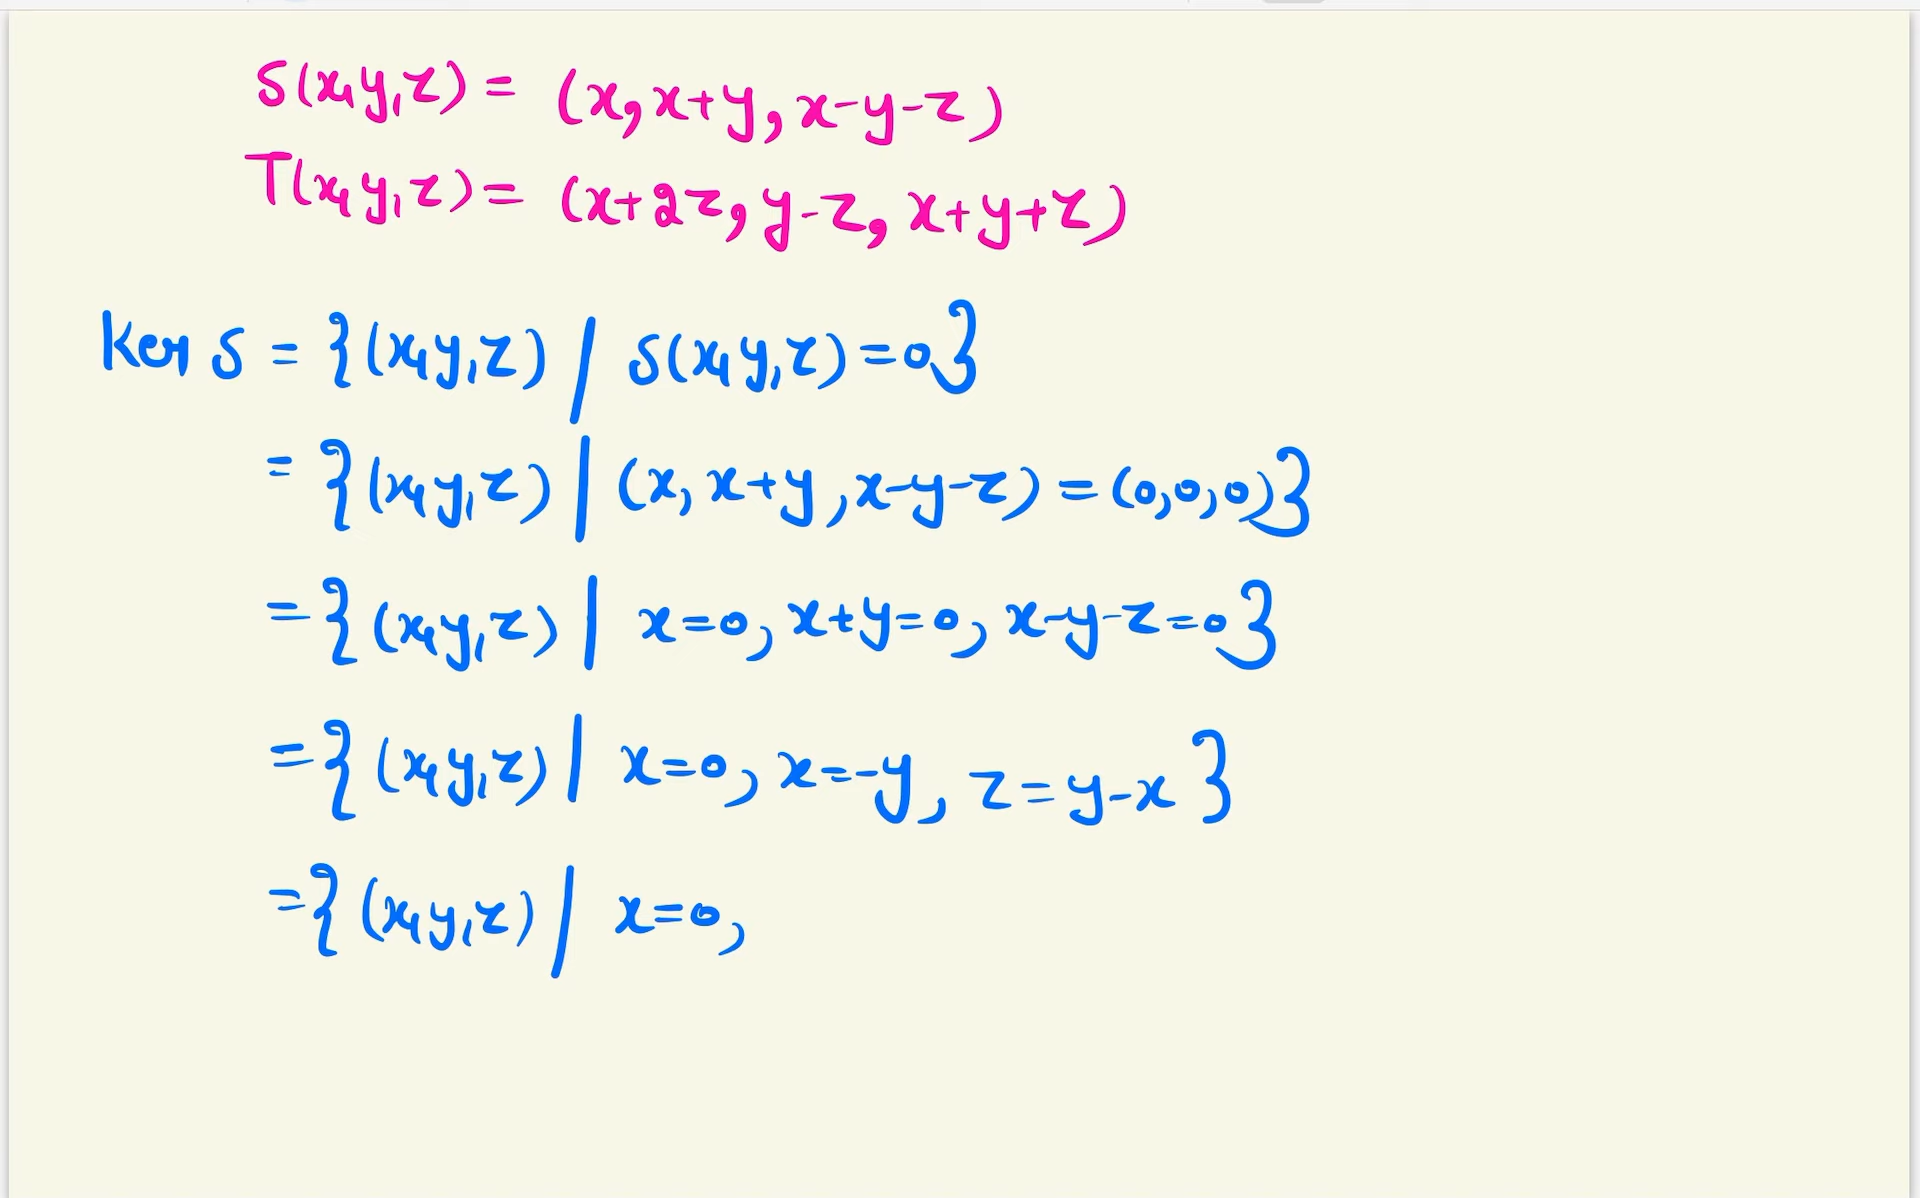 S(x,y,z) = (x, x+y, x-y-z)
T(x,y,z) = (x+2z, y-z, x+y+z)
Ker S = {(x,y,z) / S(x,y,z)=0}
= {(x,y,z) | (x, x+y, x-y-z) = (0,0,0)}
= {(x,y,z) | x=0, x+y=0, x-y-z=0}
= {(x,y,z) | x=0, x=-y, z=y-x}
= {(x,y,z) / x=0,